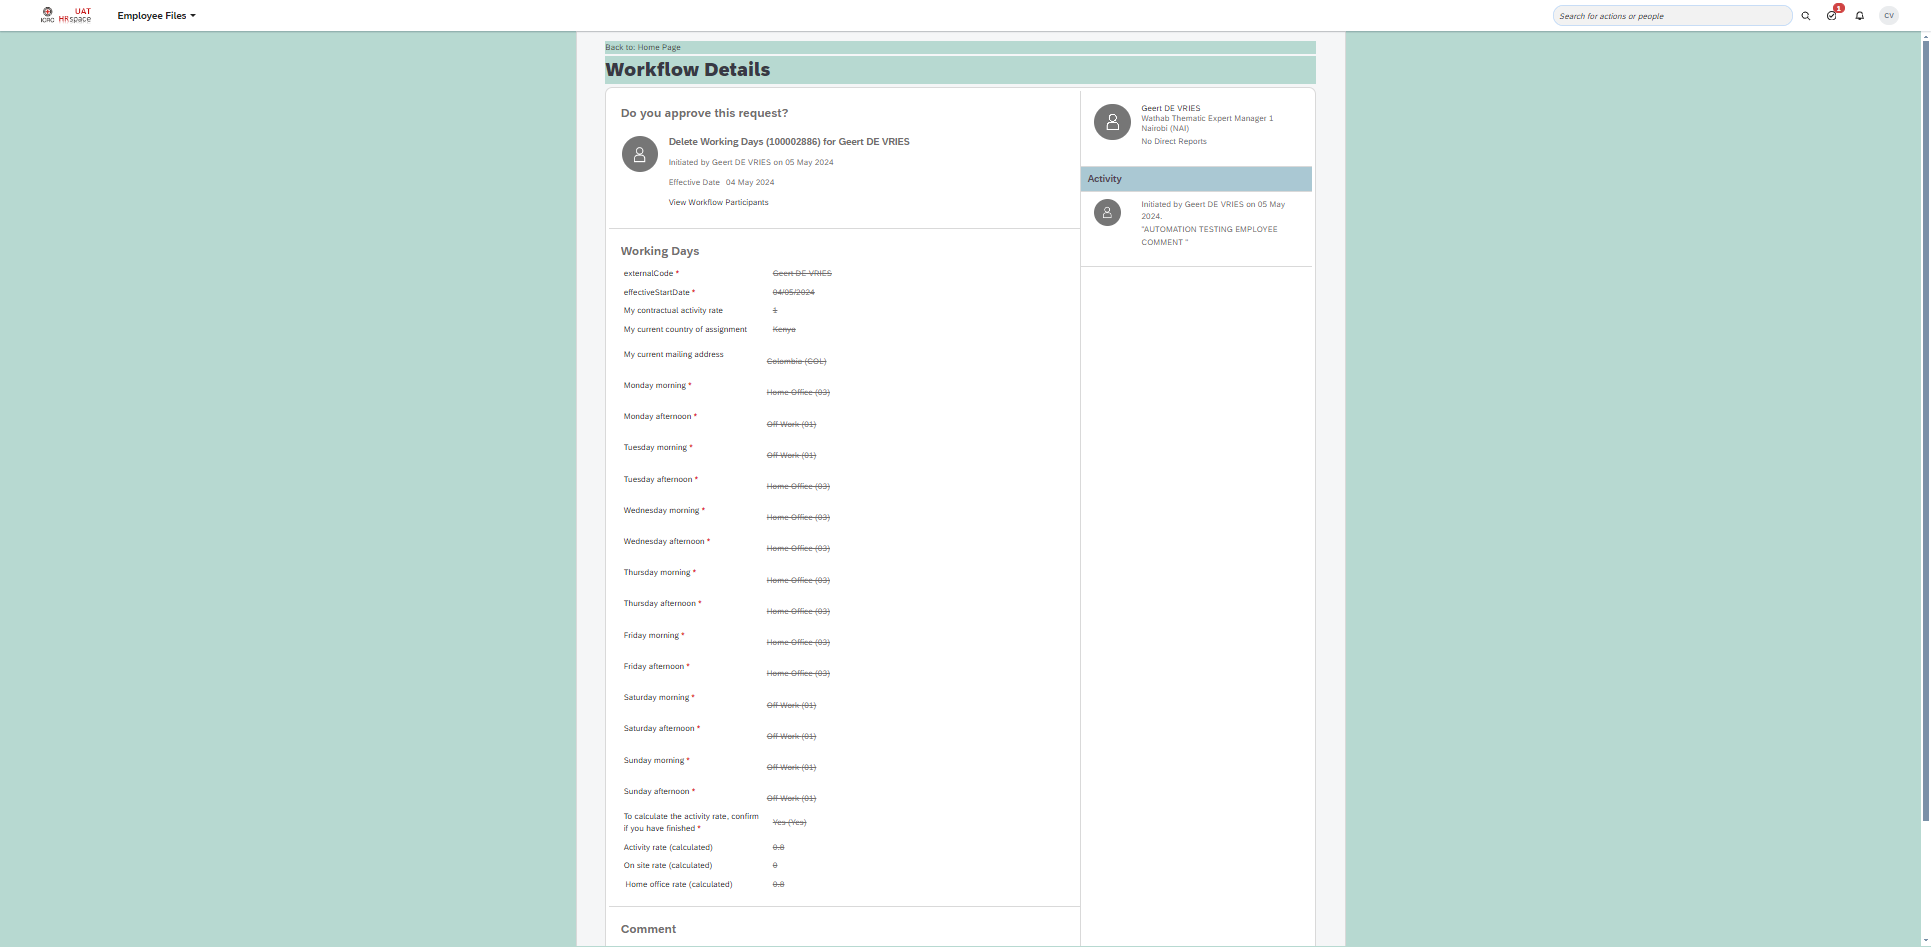 ICRC
UAT
HRspace
Employee Files
Search for actions or people
1
CV
Back to: Home Page
Workflow Details
Do you approve this request?
Delete Working Days (100002886) for Geert DE VRIES
Initiated by Geert DE VRIES on 05 May 2024
Effective Date 04 May 2024
View Workflow Participants
Working Days
externalCode * Geert DE VRIES
effectiveStartDate * 04/05/2024
My contractual activity rate 1
My current country of assignment Kenya
My current mailing address Colombia (COL)
Monday morning * Home Office (03)
Monday afternoon * Off Work (01)
Tuesday morning * Off Work (01)
Tuesday afternoon * Home Office (03)
Wednesday morning * Home Office (03)
Wednesday afternoon * Home Office (03)
Thursday morning * Home Office (03)
Thursday afternoon * Home Office (03)
Friday morning * Home Office (03)
Friday afternoon * Home Office (03)
Saturday morning * Off Work (01)
Saturday afternoon * Off Work (01)
Sunday morning * Off Work (01)
Sunday afternoon * Off Work (01)
To calculate the activity rate, confirm
if you have finished * Yes (Yes)
Activity rate (calculated) 0.8
On site rate (calculated) 0
Home office rate (calculated) 0.8
Comment
Geert DE VRIES
Wathab Thematic Expert Manager 1
Nairobi (NAI)
No Direct Reports
Activity
Initiated by Geert DE VRIES on 05 May
2024.
"AUTOMATION TESTING EMPLOYEE
COMMENT "